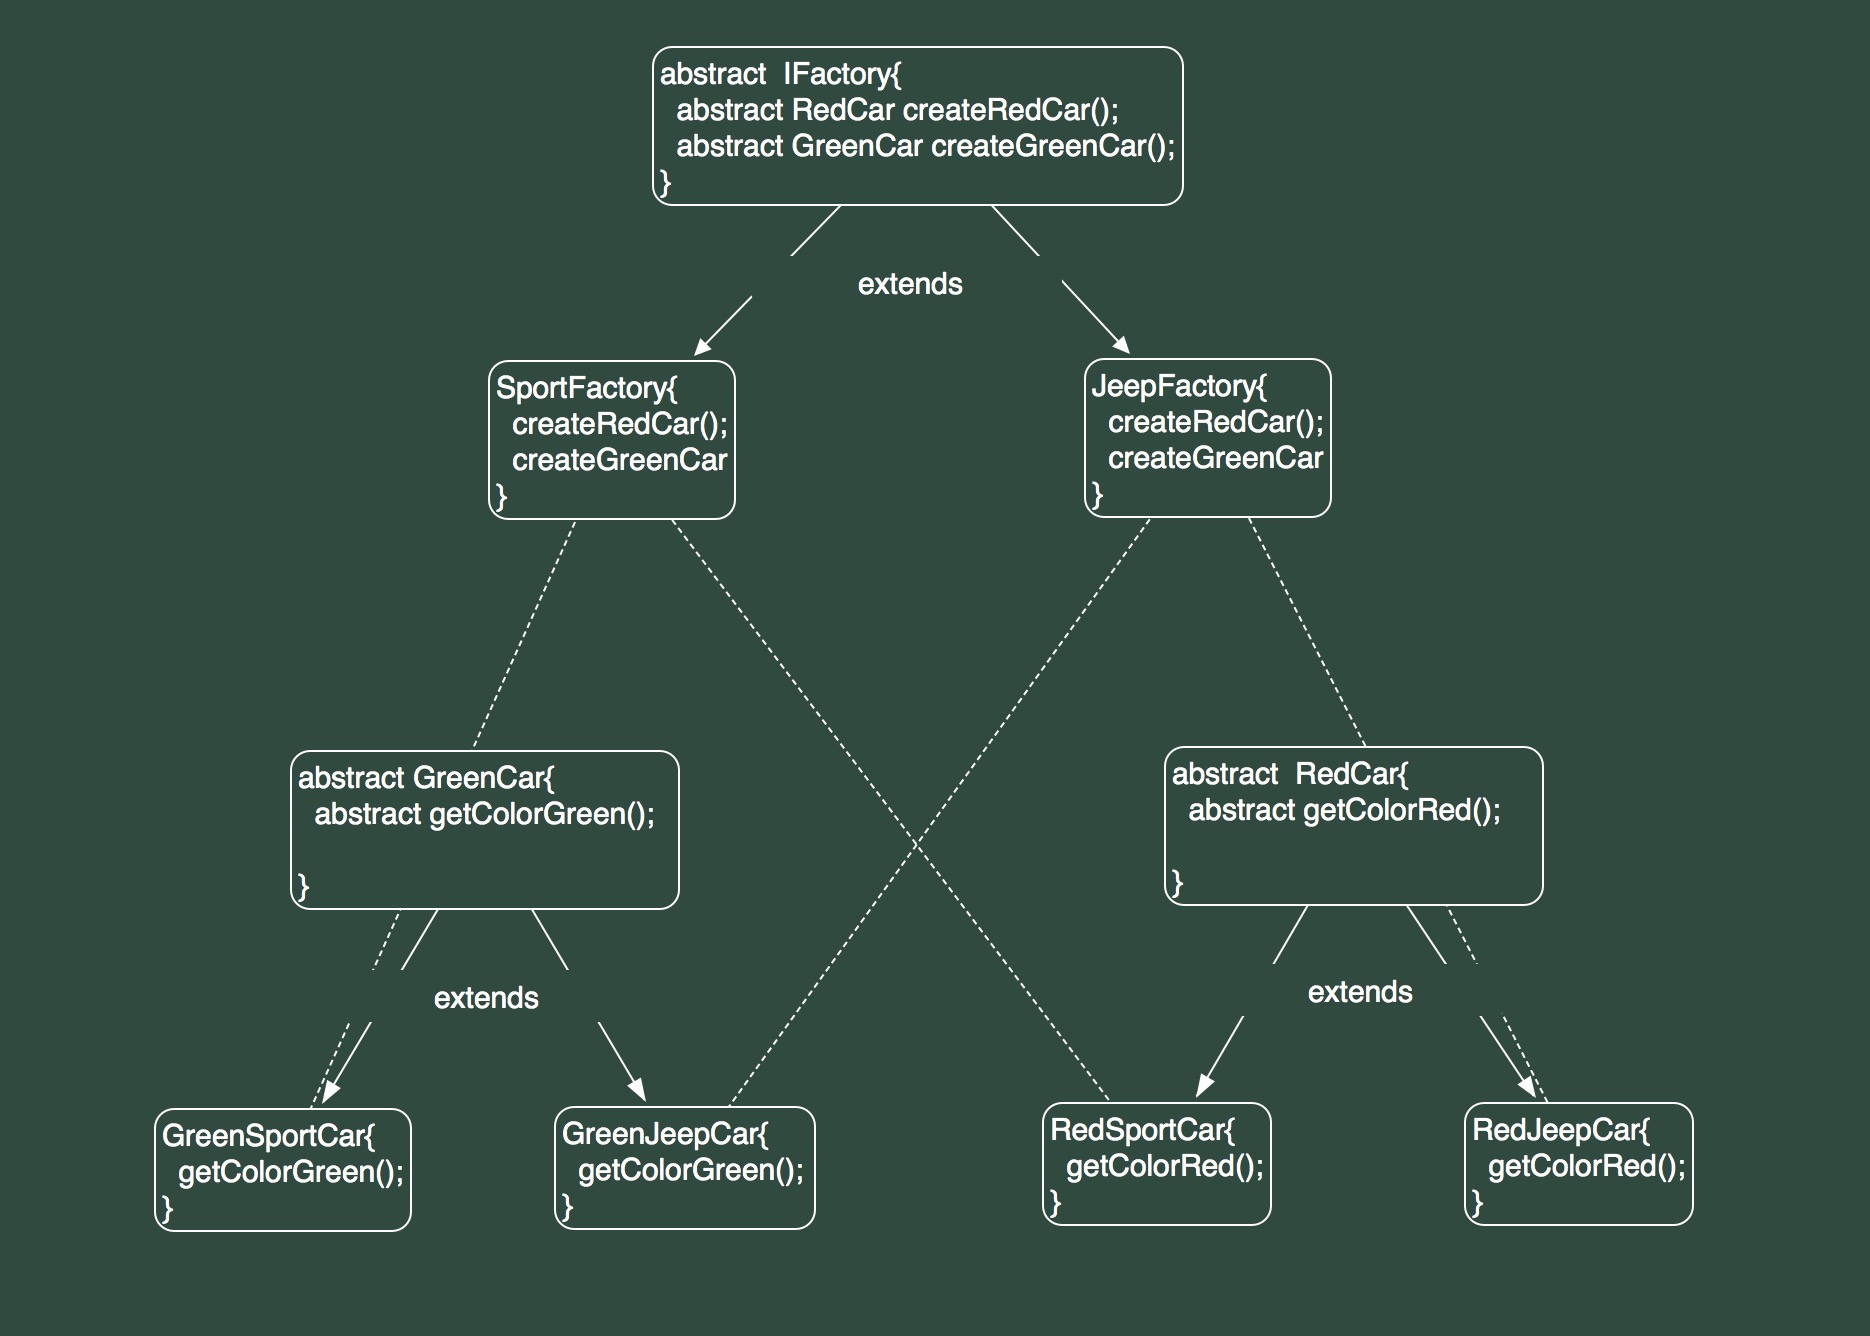 abstract  IFactory{
abstract RedCar createRedCar();
abstract GreenCar createGreenCar();
}
extends
SportFactory{
createRedCar();
createGreenCar
}
JeepFactory{
createRedCar();
createGreenCar
}
abstract GreenCar{
abstract getColorGreen();
}
abstract  RedCar{
abstract getColorRed();
}
extends
extends
GreenSportCar{
getColorGreen();
}
GreenJeepCar{
getColorGreen();
}
RedSportCar{
getColorRed();
}
RedJeepCar{
getColorRed();
}